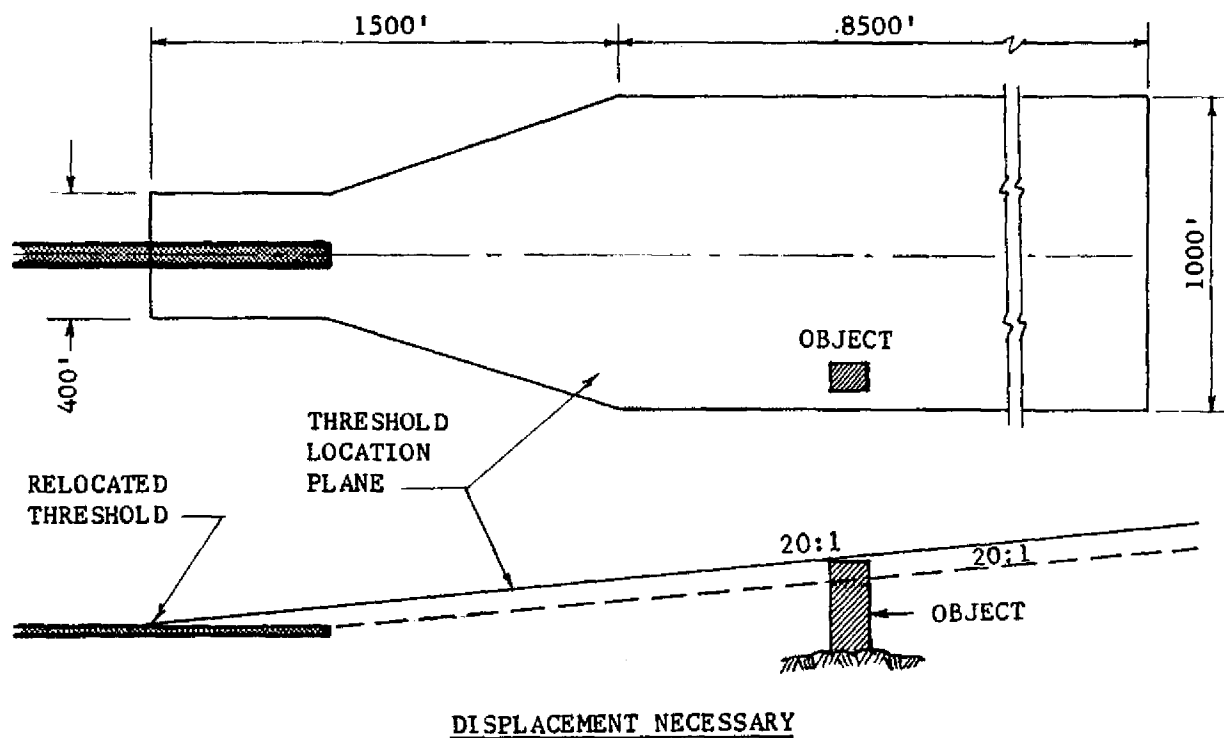 1500'
8500'
1000'
400'
OBJECT
THRESHOLD
LOCATION
PLANE
RELOCATED
THRESHOLD
20:1
20:1
OBJECT
DISPLACEMENT NECESSARY